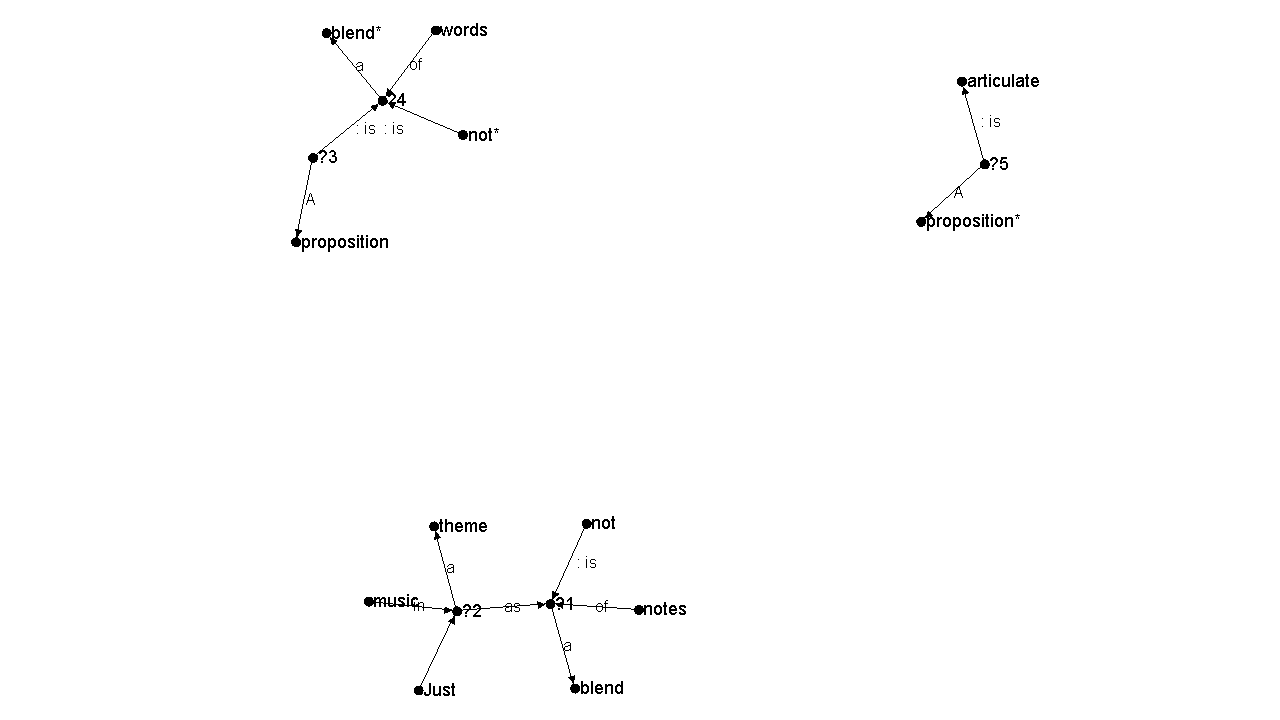 blend*
words
a
of
?4
: is : is
not*
?3
A
proposition
articulate
: is
?5
A
proposition*
theme
not
a
: is
music
in
?2
as
?1
of
notes
a
Just
blend